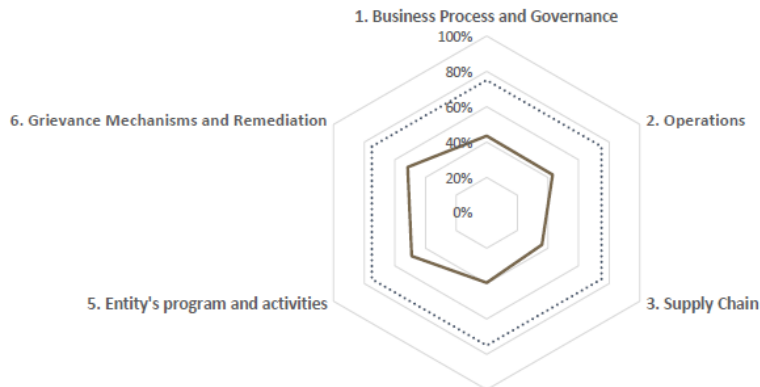 1. Business Process and Governance
100%
80%
6. Grievance Mechanisms and Remediation
2. Operations
60%
40%
20%
0%
5. Entity's program and activities
3. Supply Chain